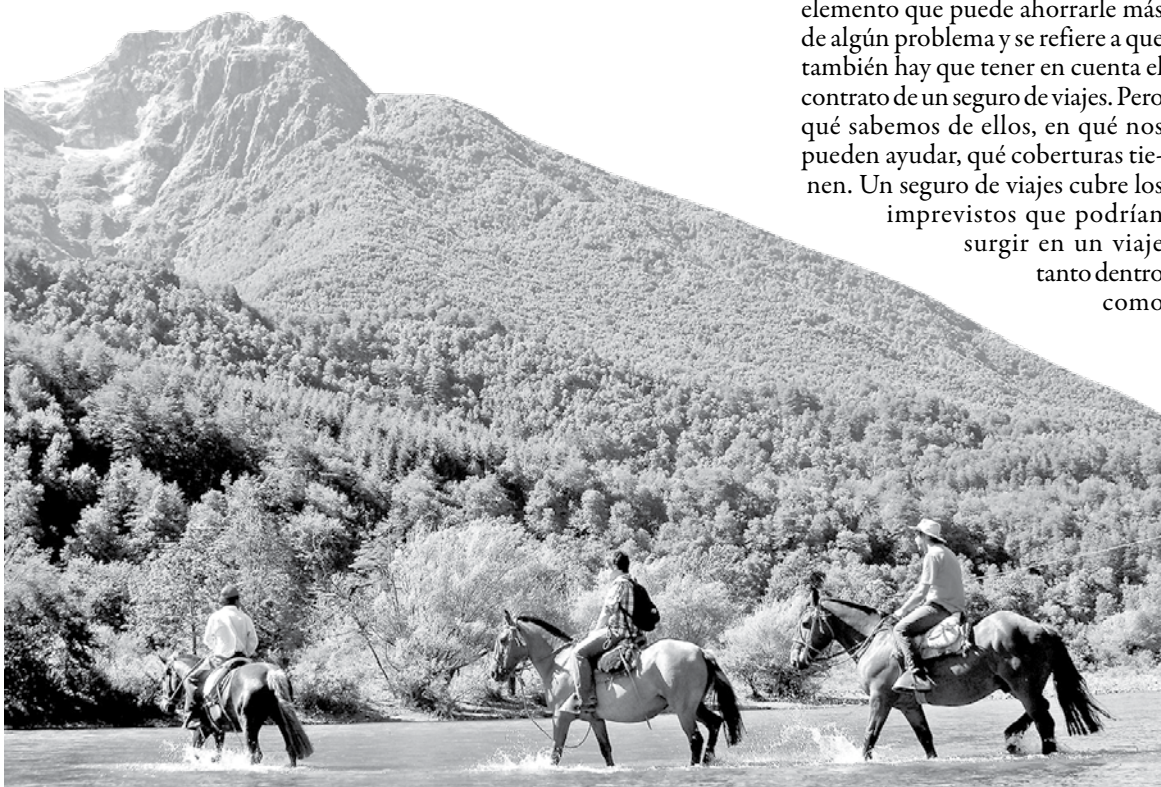 elemento que puede ahorrarle más
de algún problema y se refiere a que
también hay que tener en cuenta el
contrato de un seguro de viajes. Pero
qué sabemos de ellos, en qué nos
pueden ayudar, qué coberturas tie-
nen. Un seguro de viajes cubre los
imprevistos que podrían
surgir en un viaje
tanto dentro
como